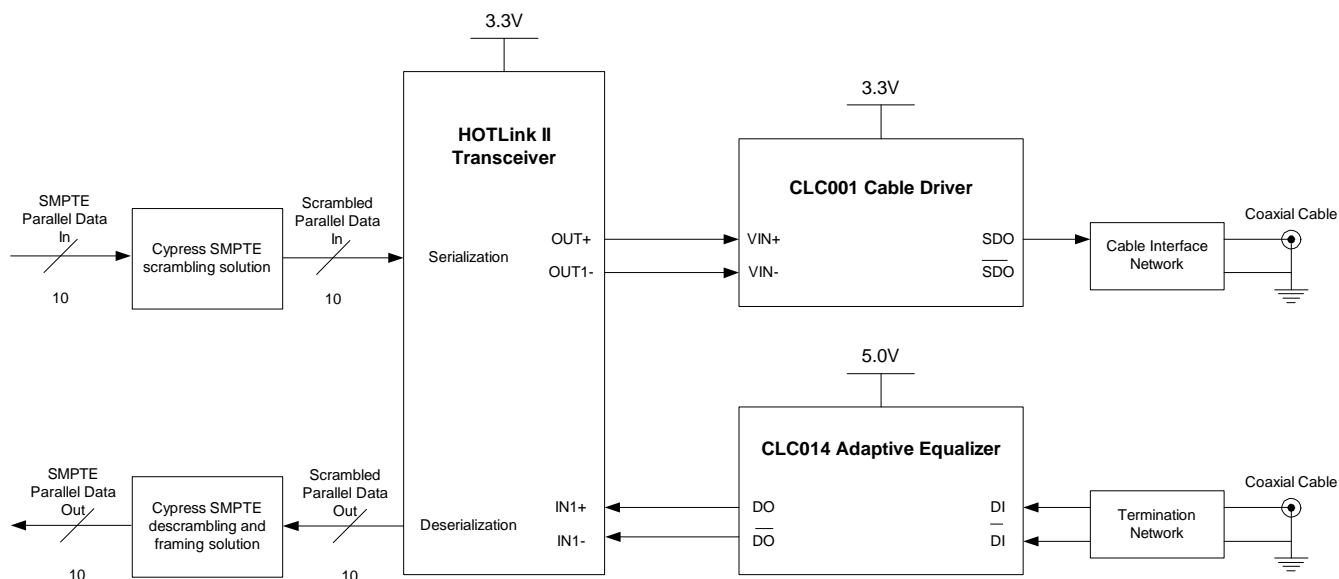 3.3V
HOTLink II
Transceiver
3.3V
CLC001 Cable Driver
SMPTE
Parallel Data
In
10
Cypress SMPTE
scrambling solution
Scrambled
Parallel Data
In
10
Serialization
OUT+
OUT1-
VIN+
VIN-
SDO
SDO
Cable Interface
Network
Coaxial Cable
5.0V
CLC014 Adaptive Equalizer
SMPTE
Parallel Data
Out
10
Cypress SMPTE
descrambling and
framing solution
Scrambled
Parallel Data
Out
10
Deserialization
IN1+
IN1-
DO
DO
DI
DI
Termination
Network
Coaxial Cable